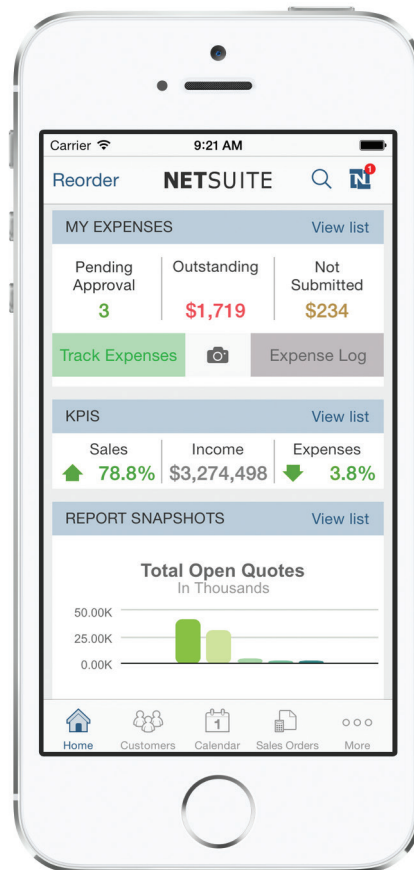 Carrier 9:21 AM
Reorder NETSUITE N 1
MY EXPENSES View list
Pending Approval Outstanding Not Submitted
3 $1,719 $234
Track Expenses Expense Log
KPIS View list
Sales Income Expenses
78.8% $3,274,498 3.8%
REPORT SNAPSHOTS View list
Total Open Quotes
In Thousands
50.00K
25.00K
0.00K
1
Home Customers Calendar Sales Orders More